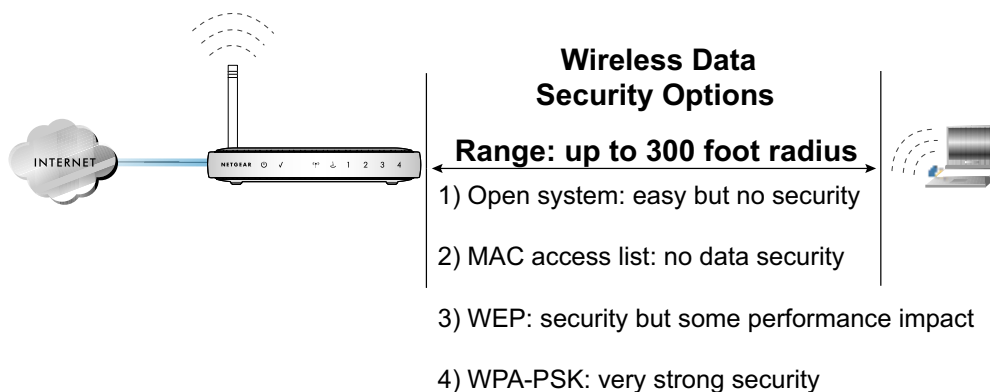 Wireless Data
Security Options
INTERNET
NETGEAR 1 2 3 4
Range: up to 300 foot radius
1) Open system: easy but no security
2) MAC access list: no data security
3) WEP: security but some performance impact
4) WPA-PSK: very strong security